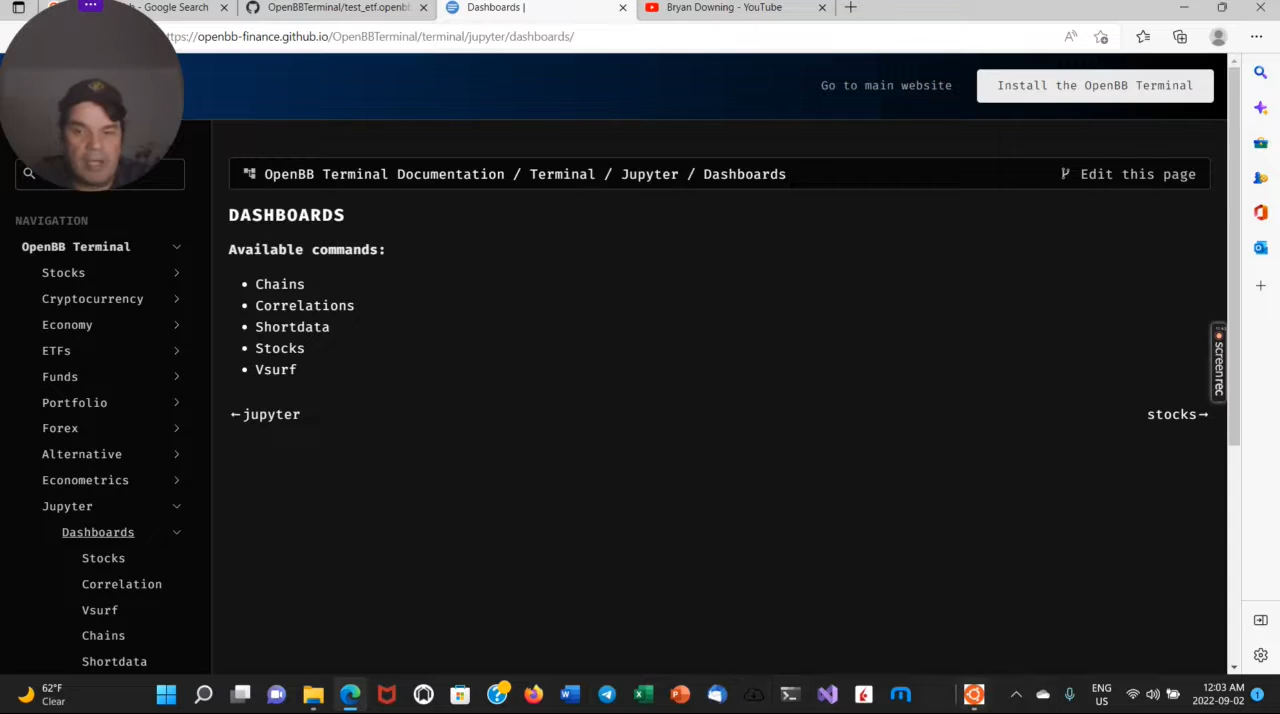 h - Google Search
OpenBBTerminal/test_etf.openbb
Dashboards |
Bryan Downing - YouTube
ttps://openbb-finance.github.io/OpenBBTerminal/terminal/jupyter/dashboards/
Go to main website
Install the OpenBB Terminal
OpenBB Terminal Documentation / Terminal / Jupyter / Dashboards
Edit this page
NAVIGATION
OpenBB Terminal
Stocks
Cryptocurrency
Economy
ETFs
Funds
Portfolio
Forex
Alternative
Econometrics
Jupyter
Dashboards
Stocks
Correlation
Vsurf
Chains
Shortdata
DASHBOARDS
Available commands:
• Chains
• Correlations
• Shortdata
• Stocks
• Vsurf
←jupyter
stocks→
screenrec
62°F
Clear
ENG
US
12:03 AM
2022-09-02
1